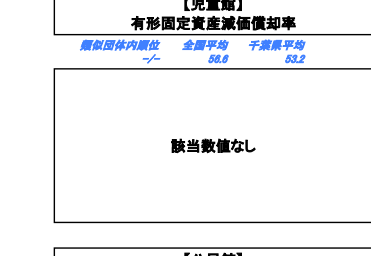 【児童館】
有形固定資産減価償却率
類似団体内順位 全国平均 千葉県平均
-/- 56.6 53.2
該当数値なし